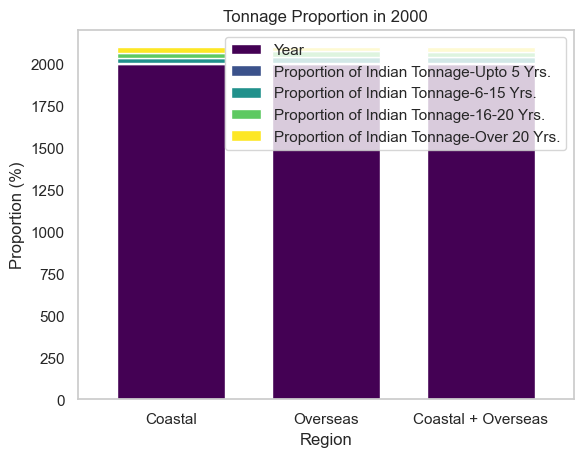 Tonnage Proportion in 2000
Year
Proportion of Indian Tonnage-Upto 5 Yrs.
Proportion of Indian Tonnage-6-15 Yrs.
Proportion of Indian Tonnage-16-20 Yrs.
Proportion of Indian Tonnage-Over 20 Yrs.
Proportion (%)
2000
1750
1500
1250
1000
750
500
250
0
Coastal Overseas Coastal + Overseas
Region